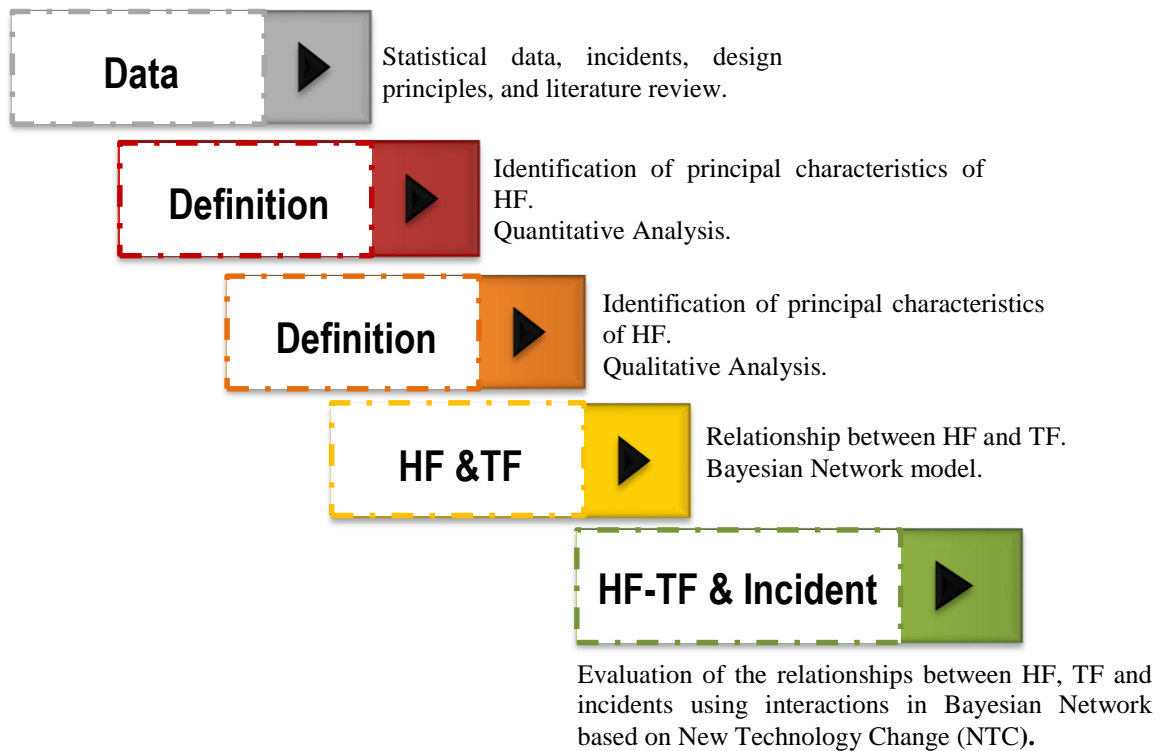 Data
Statistical data, incidents, design
principles, and literature review.
Definition
Identification of principal characteristics of
HF.
Quantitative Analysis.
Definition
Identification of principal characteristics
of HF.
Qualitative Analysis.
HF &TF
Relationship between HF and TF.
Bayesian Network model.
HF-TF & Incident
Evaluation of the relationships between HF, TF and
incidents using interactions in Bayesian Network
based on New Technology Change (NTC).